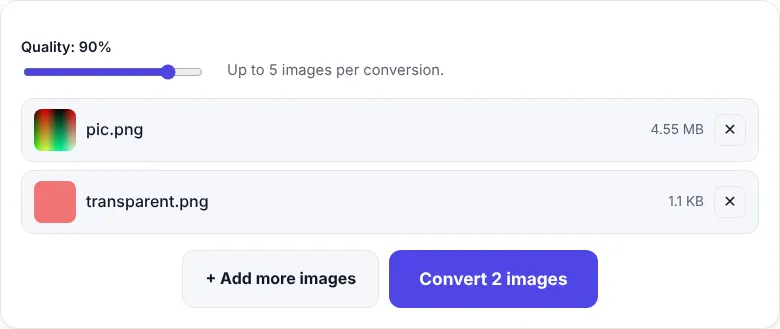 Quality: 90%
Up to 5 images per conversion.
pic.png
4.55 MB
✕
transparent.png
1.1 KB
✕
+ Add more images
Convert 2 images